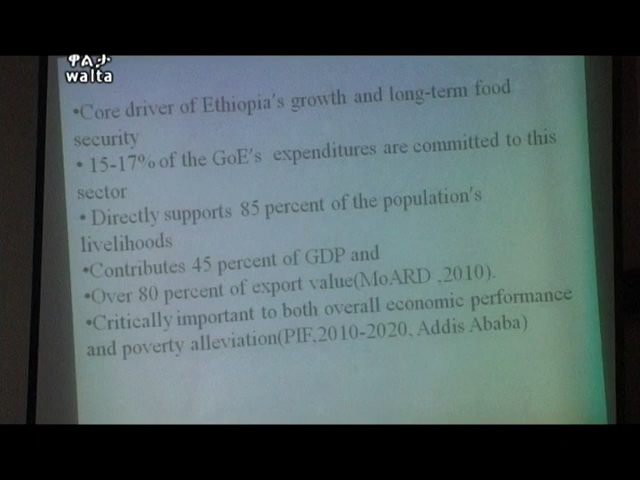 ዋልታ
walta
•Core driver of Ethiopia's growth and long-term food
security
• 15-17% of the GoE's expenditures are committed to this
sector
• Directly supports 85 percent of the population's
livelihoods
•Contributes 45 percent of GDP and
•Over 80 percent of export value(MoARD ,2010).
•Critically important to both overall economic performance
and poverty alleviation(PIF,2010-2020, Addis Ababa)